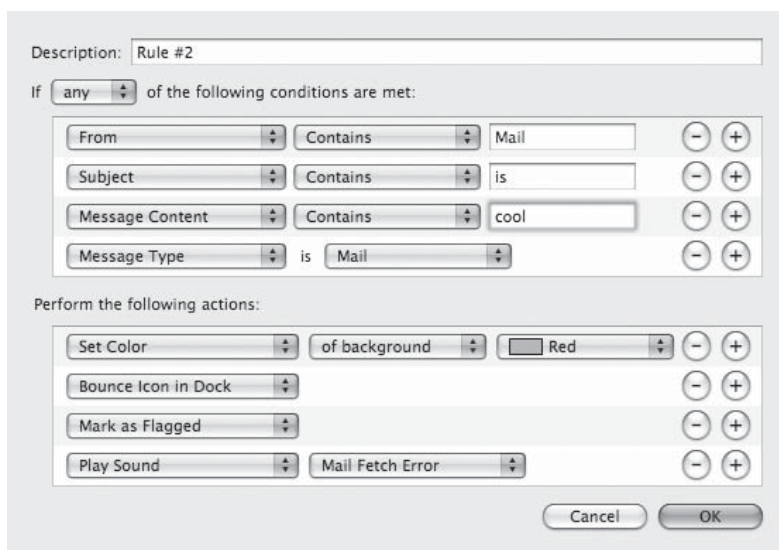 Description: Rule #2
If any of the following conditions are met:
From Contains Mail
Subject Contains is
Message Content Contains cool
Message Type is Mail
Perform the following actions:
Set Color of background Red
Bounce Icon in Dock
Mark as Flagged
Play Sound Mail Fetch Error
Cancel OK